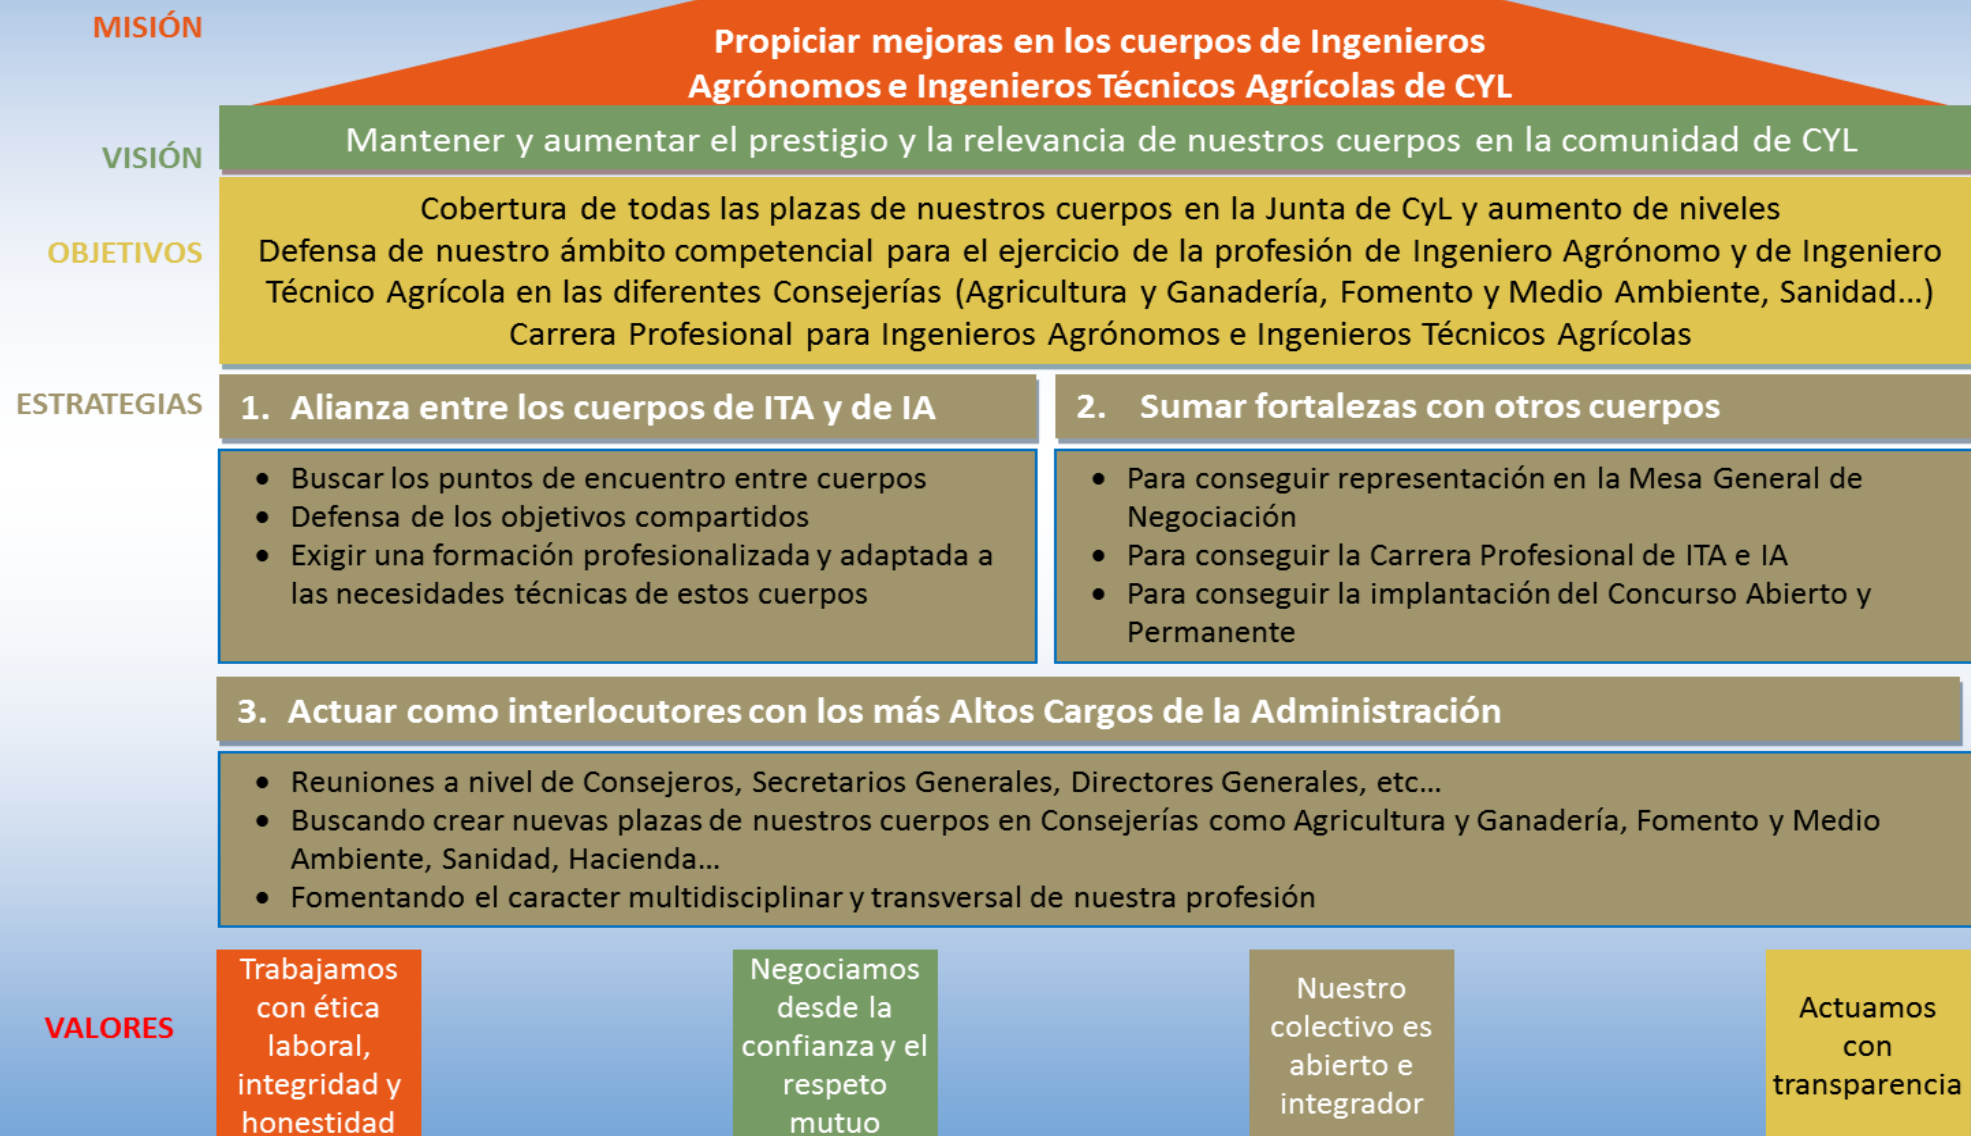 MISIÓN
Propiciar mejoras en los cuerpos de Ingenieros
Agrónomos e Ingenieros Técnicos Agrícolas de CYL
VISIÓN
Mantener y aumentar el prestigio y la relevancia de nuestros cuerpos en la comunidad de CYL
OBJETIVOS
Cobertura de todas las plazas de nuestros cuerpos en la Junta de CyL y aumento de niveles
Defensa de nuestro ámbito competencial para el ejercicio de la profesión de Ingeniero Agrónomo y de Ingeniero
Técnico Agrícola en las diferentes Consejerías (Agricultura y Ganadería, Fomento y Medio Ambiente, Sanidad...)
Carrera Profesional para Ingenieros Agrónomos e Ingenieros Técnicos Agrícolas
ESTRATEGIAS
1. Alianza entre los cuerpos de ITA y de IA
• Buscar los puntos de encuentro entre cuerpos
• Defensa de los objetivos compartidos
• Exigir una formación profesionalizada y adaptada a
las necesidades técnicas de estos cuerpos
2. Sumar fortalezas con otros cuerpos
• Para conseguir representación en la Mesa General de
Negociación
• Para conseguir la Carrera Profesional de ITA e IA
• Para conseguir la implantación del Concurso Abierto y
Permanente
3. Actuar como interlocutores con los más Altos Cargos de la Administración
• Reuniones a nivel de Consejeros, Secretarios Generales, Directores Generales, etc...
• Buscando crear nuevas plazas de nuestros cuerpos en Consejerías como Agricultura y Ganadería, Fomento y Medio
Ambiente, Sanidad, Hacienda...
• Fomentando el caracter multidisciplinar y transversal de nuestra profesión
VALORES
Trabajamos
con ética
laboral,
integridad y
honestidad
Negociamos
desde la
confianza y el
respeto
mutuo
Nuestro
colectivo es
abierto e
integrador
Actuamos
con
transparencia